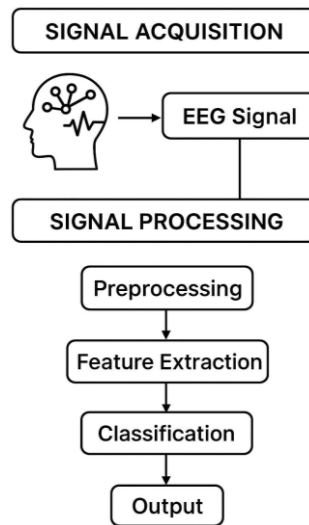 SIGNAL ACQUISITION
EEG Signal
SIGNAL PROCESSING
Preprocessing
Feature Extraction
Classification
Output